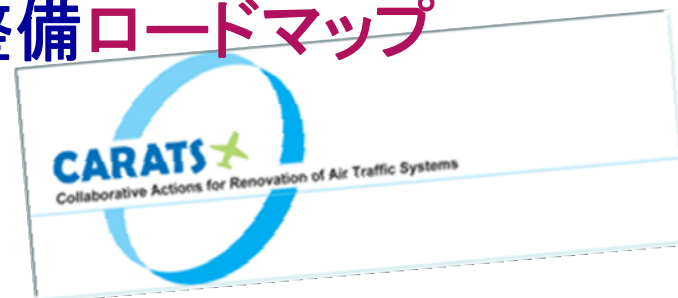 整備ロードマップ
CARATS
Collaborative Actions for Renovation of Air Traffic Systems